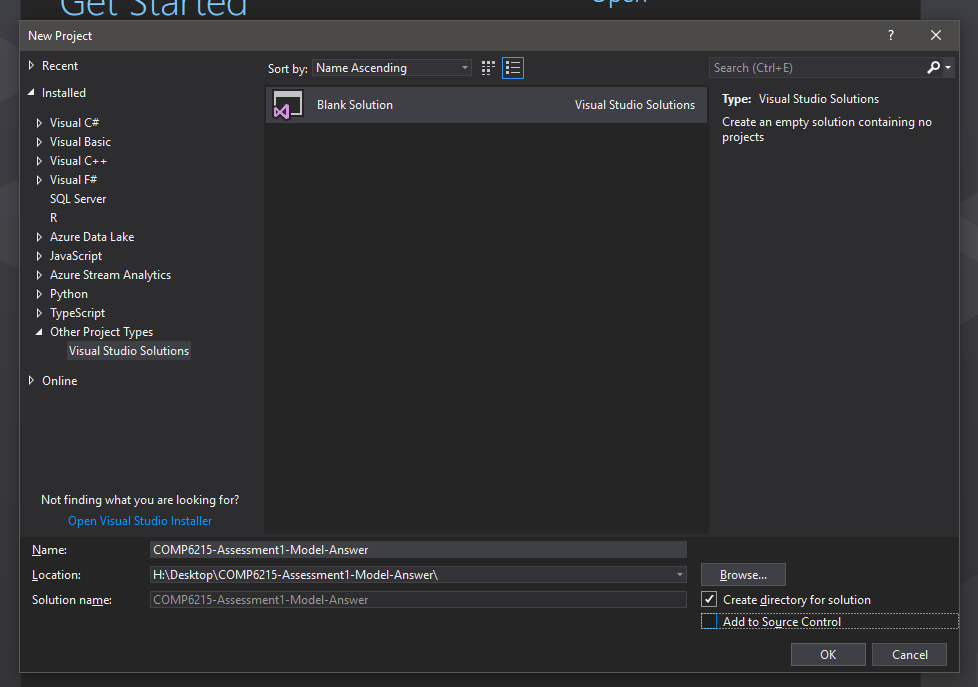 Get Started
Open
New Project
?
Recent
Installed
Visual C#
Visual Basic
Visual C++
Visual F#
SQL Server
R
Azure Data Lake
JavaScript
Azure Stream Analytics
Python
TypeScript
Other Project Types
Visual Studio Solutions
Online
Not finding what you are looking for?
Open Visual Studio Installer
Sort by: Name Ascending
Blank Solution Visual Studio Solutions
Search (Ctrl+E)
Type: Visual Studio Solutions
Create an empty solution containing no
projects
Name: COMP6215-Assessment1-Model-Answer
Location: H:\Desktop\COMP6215-Assessment1-Model-Answer\ Browse...
Solution name: COMP6215-Assessment1-Model-Answer Create directory for solution
Add to Source Control
OK Cancel